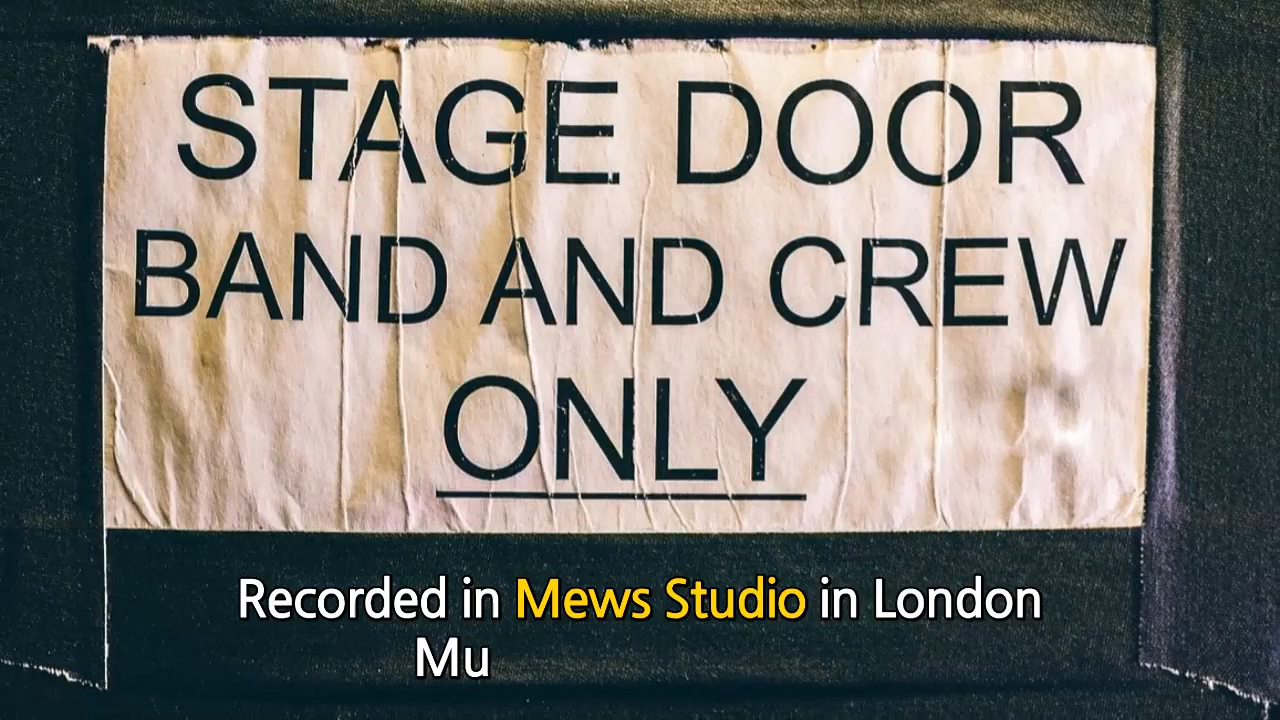 STAGE DOOR
BAND AND CREW
ONLY
Recorded in Mews Studio in London
Mu